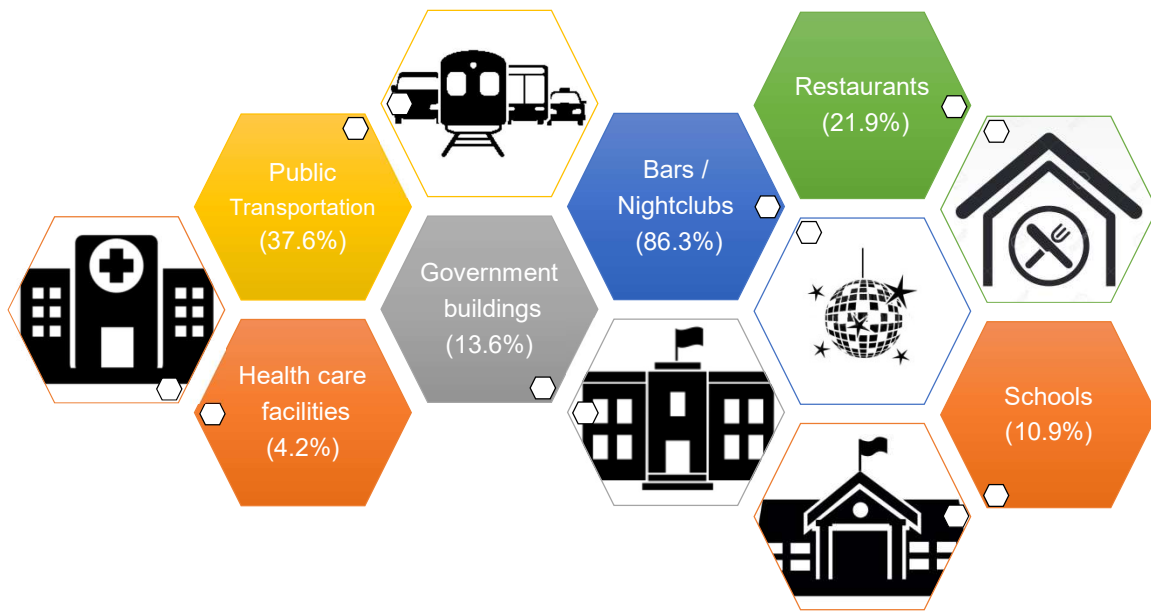 Public
Transportation
(37.6%)
Health care
facilities
(4.2%)
Government
buildings
(13.6%)
Bars /
Nightclubs
(86.3%)
Restaurants
(21.9%)
Schools
(10.9%)